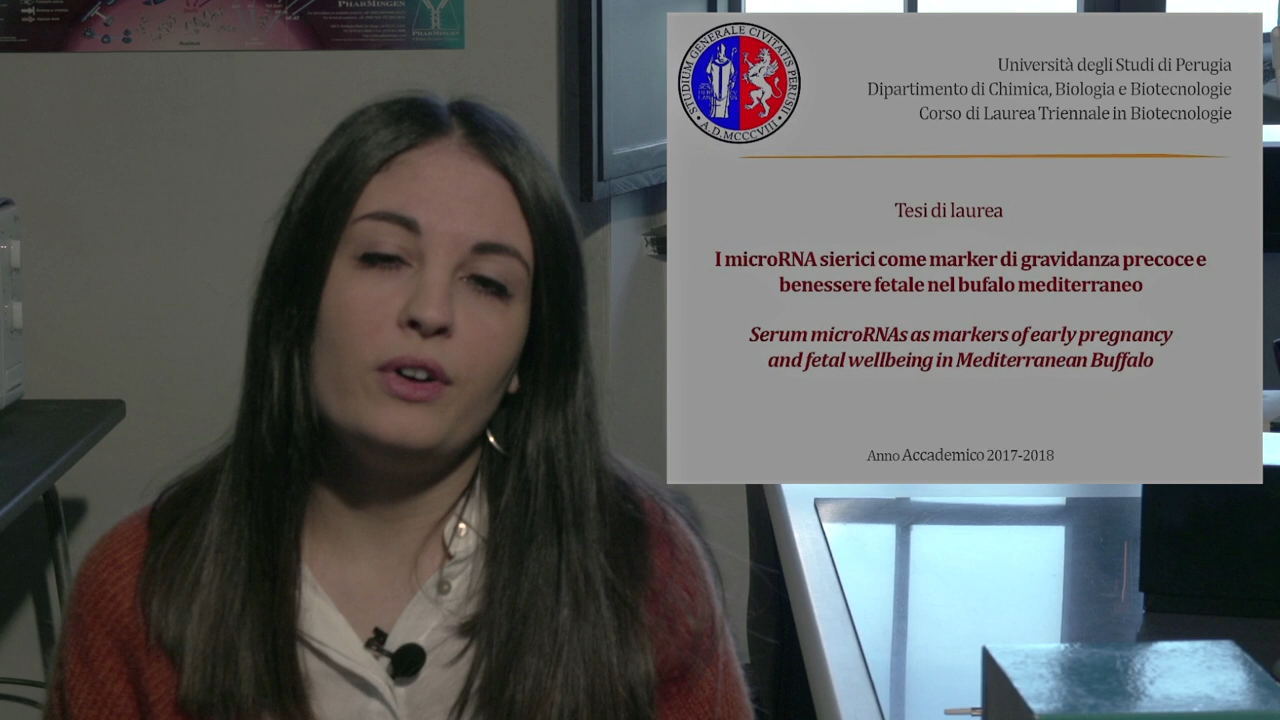 PHARMINGEN
PHARMINGEN
STUDIUM GENERALE CIVITATIS PERUSII
A.D. MCCCVIII
Università degli Studi di Perugia
Dipartimento di Chimica, Biologia e Biotecnologie
Corso di Laurea Triennale in Biotecnologie
Tesi di laurea
I microRNA sierici come marker di gravidanza precoce e
benessere fetale nel bufalo mediterraneo
Serum microRNAs as markers of early pregnancy
and fetal wellbeing in Mediterranean Buffalo
Anno Accademico 2017-2018